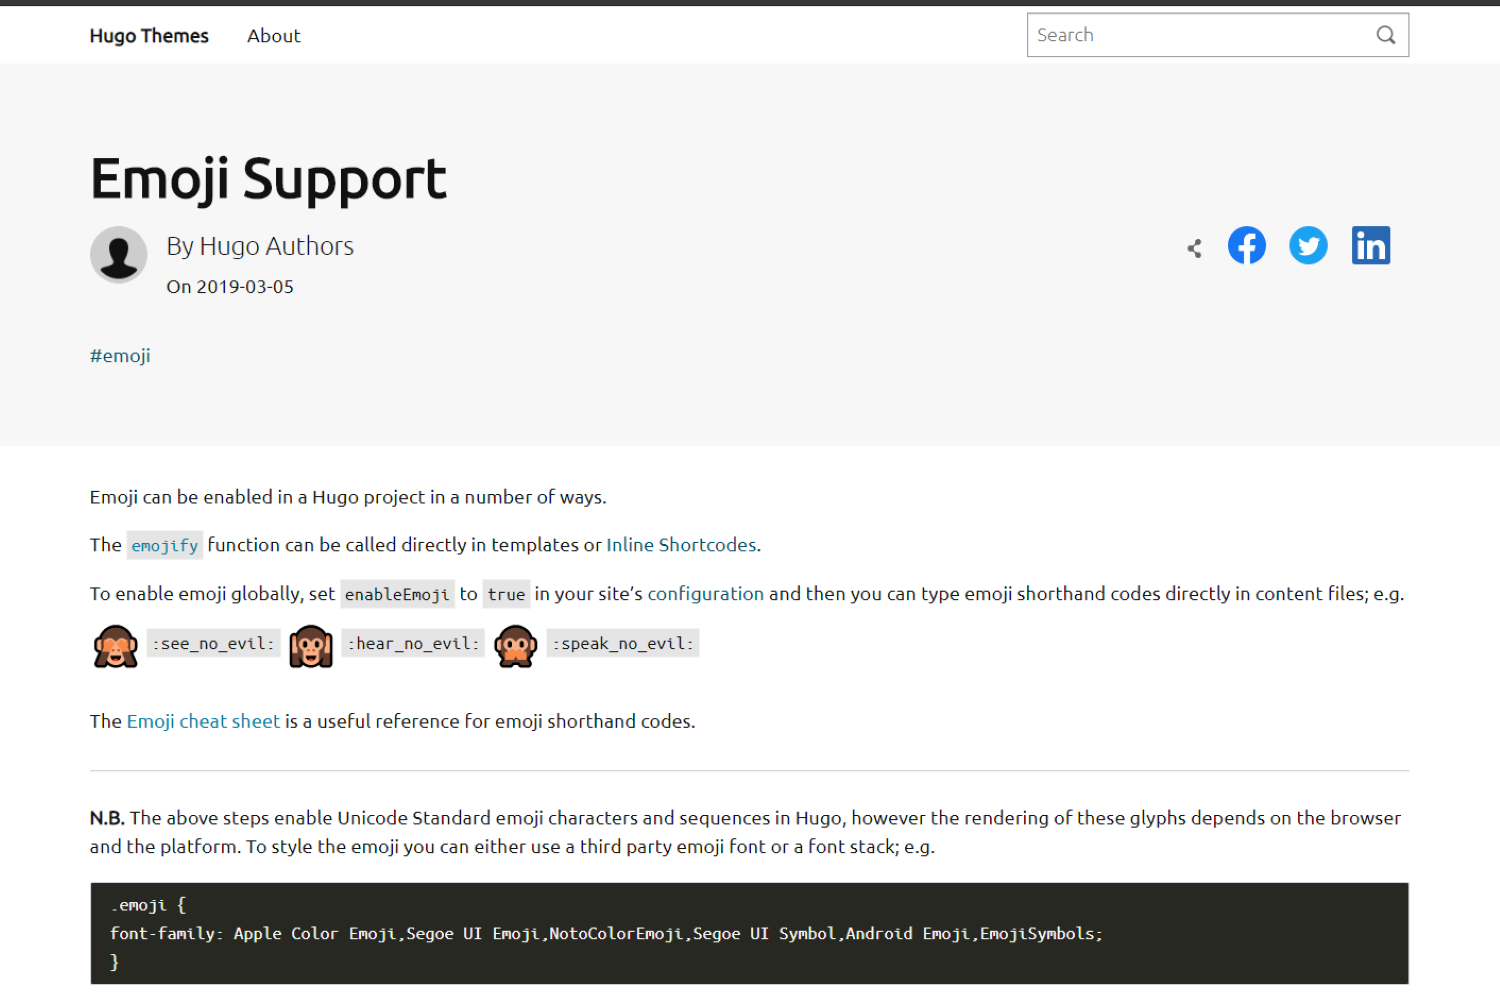 Hugo Themes About Search
Emoji Support
By Hugo Authors
On 2019-03-05
#emoji
Emoji can be enabled in a Hugo project in a number of ways.
The emojify function can be called directly in templates or Inline Shortcodes.
To enable emoji globally, set enableEmoji to true in your site’s configuration and then you can type emoji shorthand codes directly in content files; e.g.
🙈 :see_no_evil: 🙉 :hear_no_evil: 🙊 :speak_no_evil:
The Emoji cheat sheet is a useful reference for emoji shorthand codes.
N.B. The above steps enable Unicode Standard emoji characters and sequences in Hugo, however the rendering of these glyphs depends on the browser
and the platform. To style the emoji you can either use a third party emoji font or a font stack; e.g.
.emoji {
font-family: Apple Color Emoji,Segoe UI Emoji,NotoColorEmoji,Segoe UI Symbol,Android Emoji,EmojiSymbols;
}